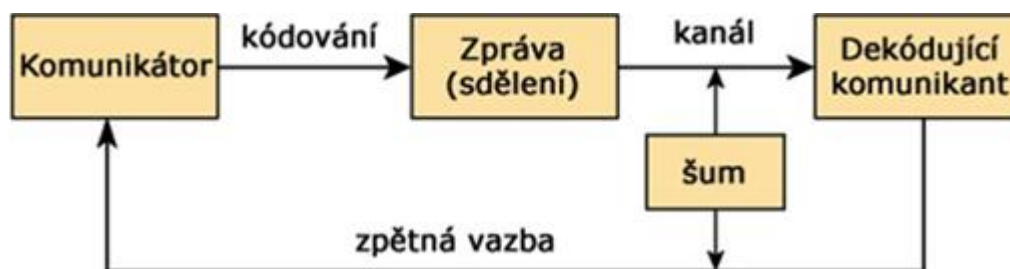 Komunikátor
kódování
Zpráva
(sdělení)
kanál
Dekódující
komunikant
šum
zpětná vazba